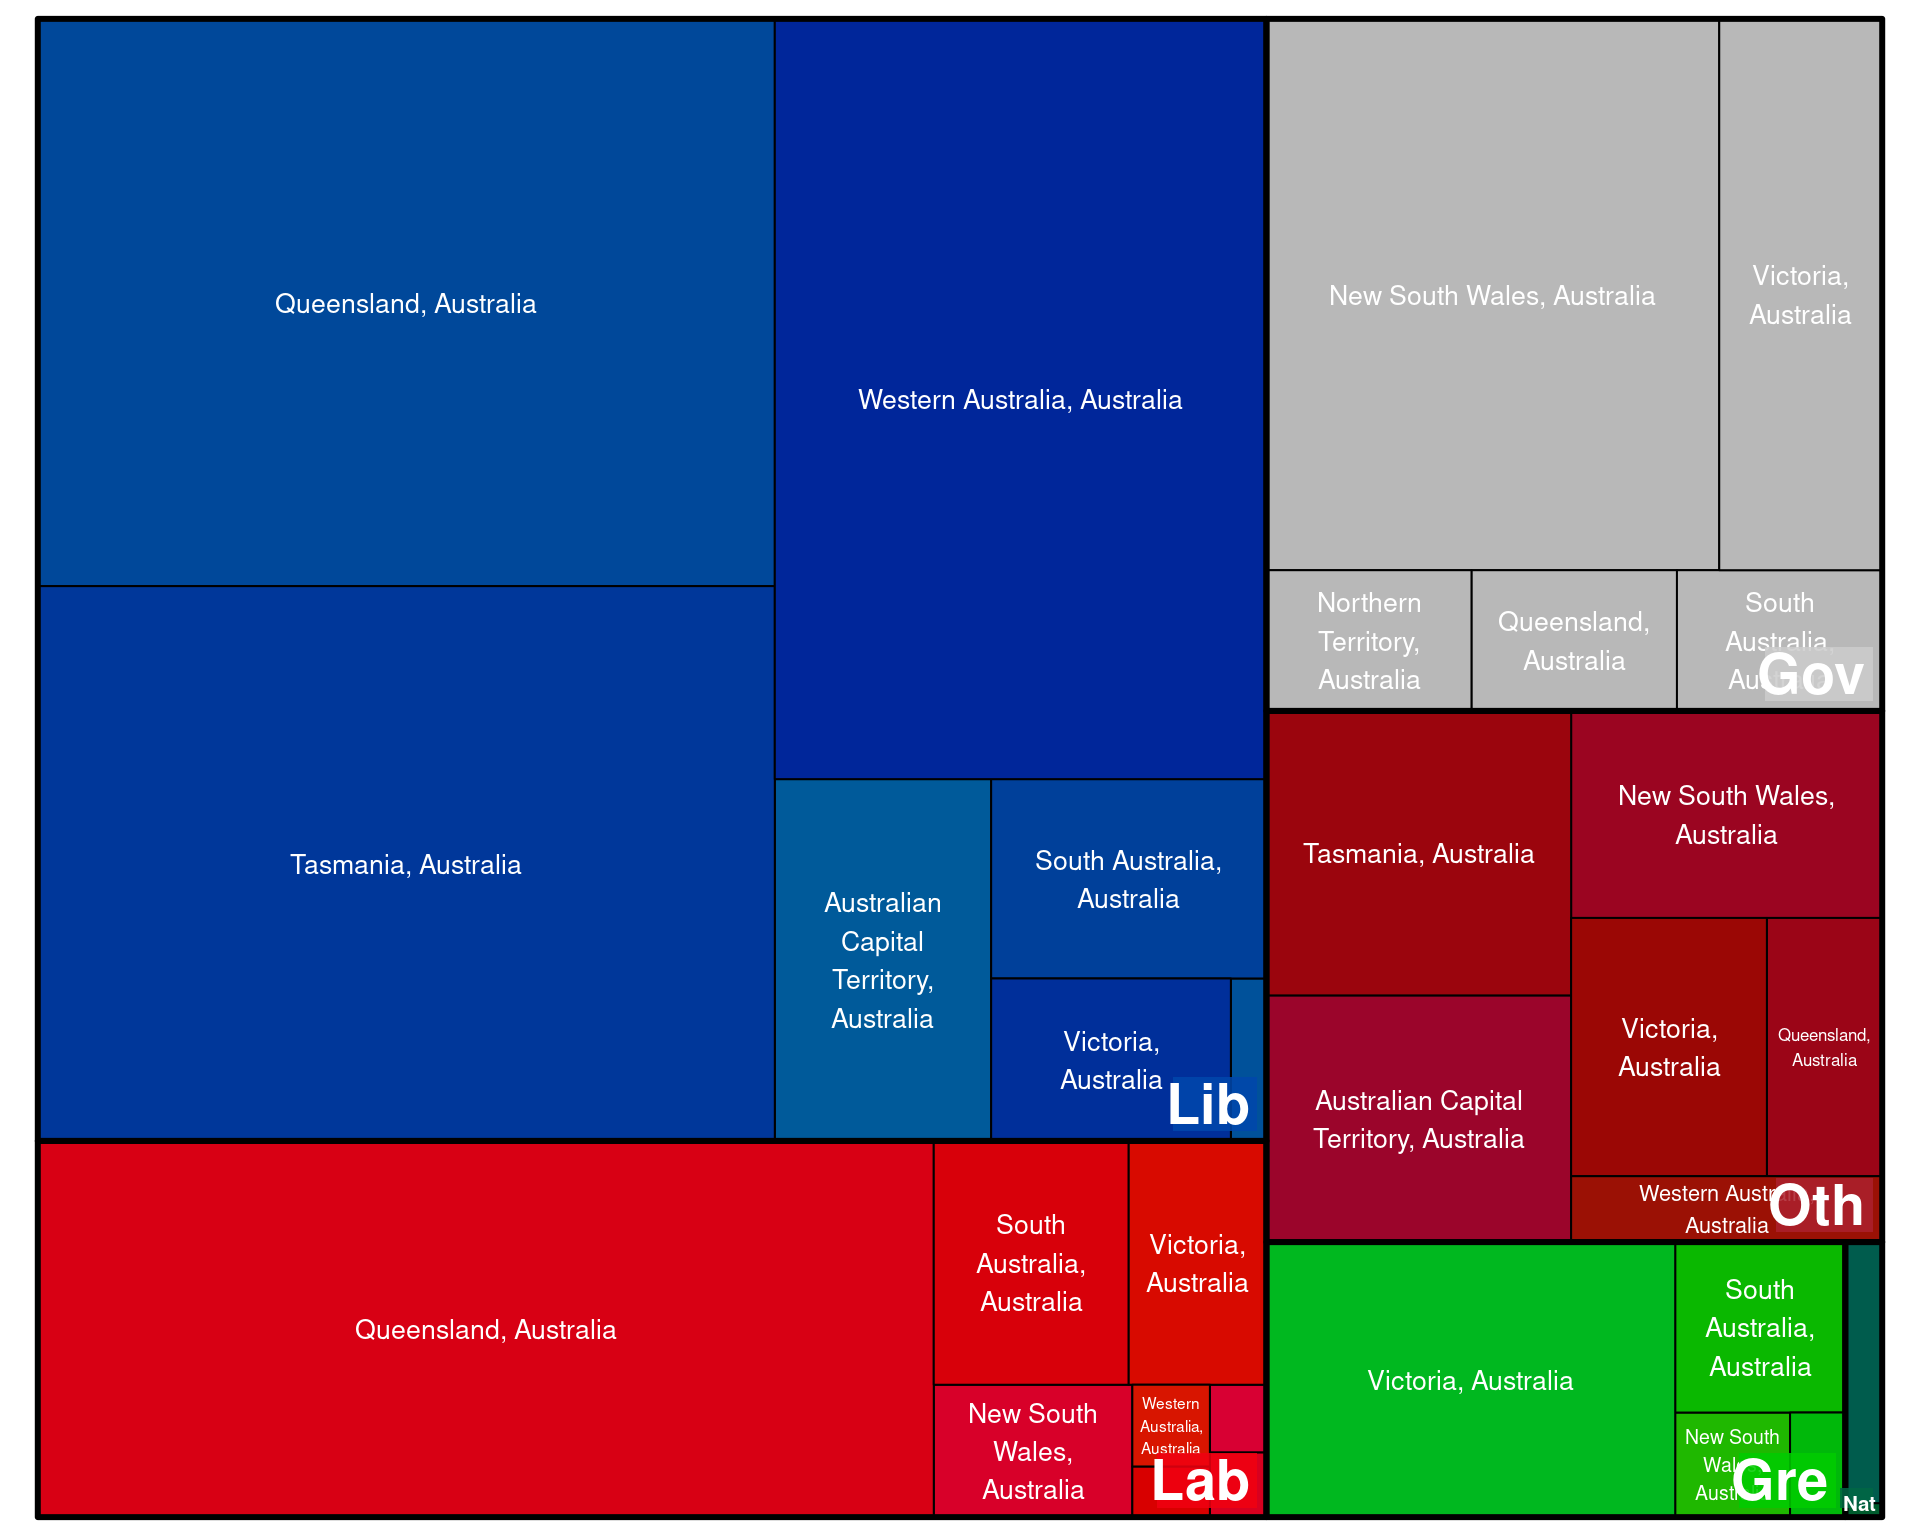 Queensland, Australia
Tasmania, Australia
Western Australia, Australia
Australian
Capital
Territory,
Australia
South Australia,
Australia
Victoria,
Australia
Lib
Queensland, Australia
South
Australia,
Australia
Victoria,
Australia
New South
Wales,
Australia
Western
Australia,
Australia
Lab
New South Wales, Australia
Victoria,
Australia
Northern
Territory,
Australia
Queensland,
Australia
South
Australia,
Gov
Tasmania, Australia
New South Wales,
Australia
Australian Capital
Territory, Australia
Victoria,
Australia
Queensland,
Australia
Western
Australia
Oth
Victoria, Australia
South
Australia,
Australia
New South
Gre
Nat